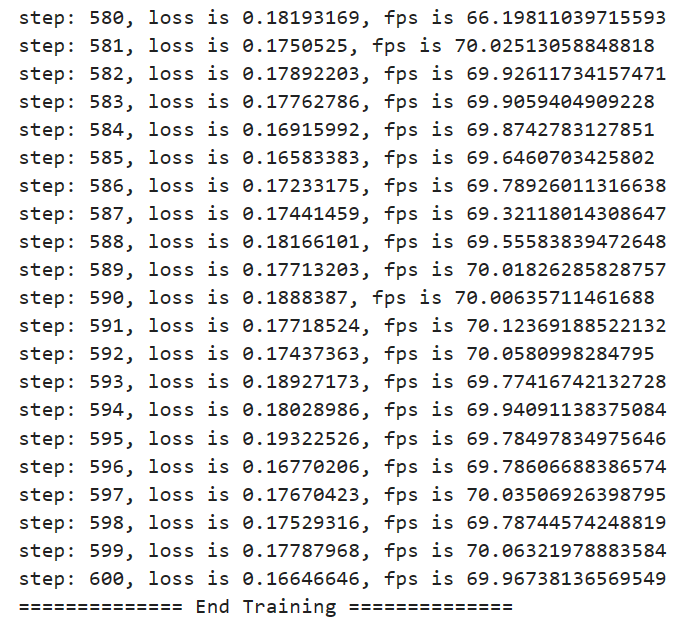 step: 580, loss is 0.18193169, fps is 66.19811039715593
step: 581, loss is 0.1750525, fps is 70.02513058848818
step: 582, loss is 0.17892203, fps is 69.92611734157471
step: 583, loss is 0.17762786, fps is 69.9059404909228
step: 584, loss is 0.16915992, fps is 69.8742783127851
step: 585, loss is 0.16583383, fps is 69.6460703425802
step: 586, loss is 0.17233175, fps is 69.78926011316638
step: 587, loss is 0.17441459, fps is 69.32118014308647
step: 588, loss is 0.18166101, fps is 69.55583839472648
step: 589, loss is 0.17713203, fps is 70.01826285828757
step: 590, loss is 0.1888387, fps is 70.00635711461688
step: 591, loss is 0.17718524, fps is 70.12369188522132
step: 592, loss is 0.17437363, fps is 70.0580998284795
step: 593, loss is 0.18927173, fps is 69.77416742132728
step: 594, loss is 0.18028986, fps is 69.94091138375084
step: 595, loss is 0.19322526, fps is 69.78497834975646
step: 596, loss is 0.16770206, fps is 69.78606688386574
step: 597, loss is 0.17670423, fps is 70.03506926398795
step: 598, loss is 0.17529316, fps is 69.78744574248819
step: 599, loss is 0.17787968, fps is 70.06321978883584
step: 600, loss is 0.16646646, fps is 69.96738136569549
============== End Training ==============